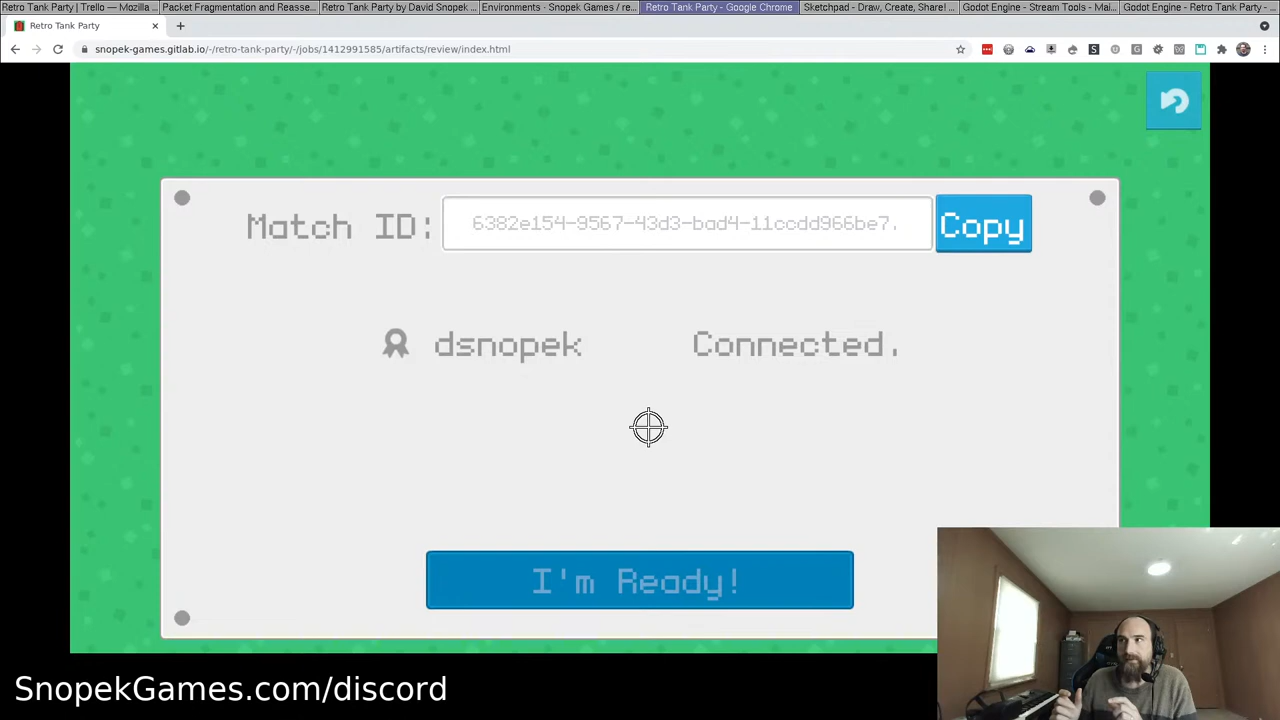 Retro Tank Party | Trello — Mozilla ...
Packet Fragmentation and Reasse...
Retro Tank Party by David Snopek ...
Environments · Snopek Games / re...
Retro Tank Party - Google Chrome
Sketchpad - Draw, Create, Share! ...
Godot Engine - Stream Tools - Mai...
Godot Engine - Retro Tank Party - ...
Retro Tank Party
snopek-games.gitlab.io/-/retro-tank-party/-/jobs/1412991585/artifacts/review/index.html
Match ID:
6382e154-9567-43d3-bad4-11ccdd966be7.
Copy
dsnopek
Connected.
I'm Ready!
SnopekGames.com/discord